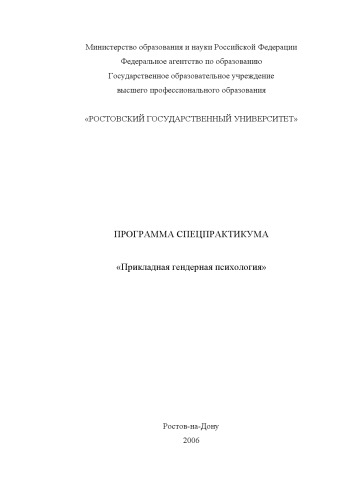 Министерство образования и науки Российской Федерации
Федеральное агентство по образованию
Государственное образовательное учреждение
высшего профессионального образования
«РОСТОВСКИЙ ГОСУДАРСТВЕННЫЙ УНИВЕРСИТЕТ»
ПРОГРАММА СПЕЦПРАКТИКУМА
«Прикладная гендерная психология»
Ростов-на-Дону
2006